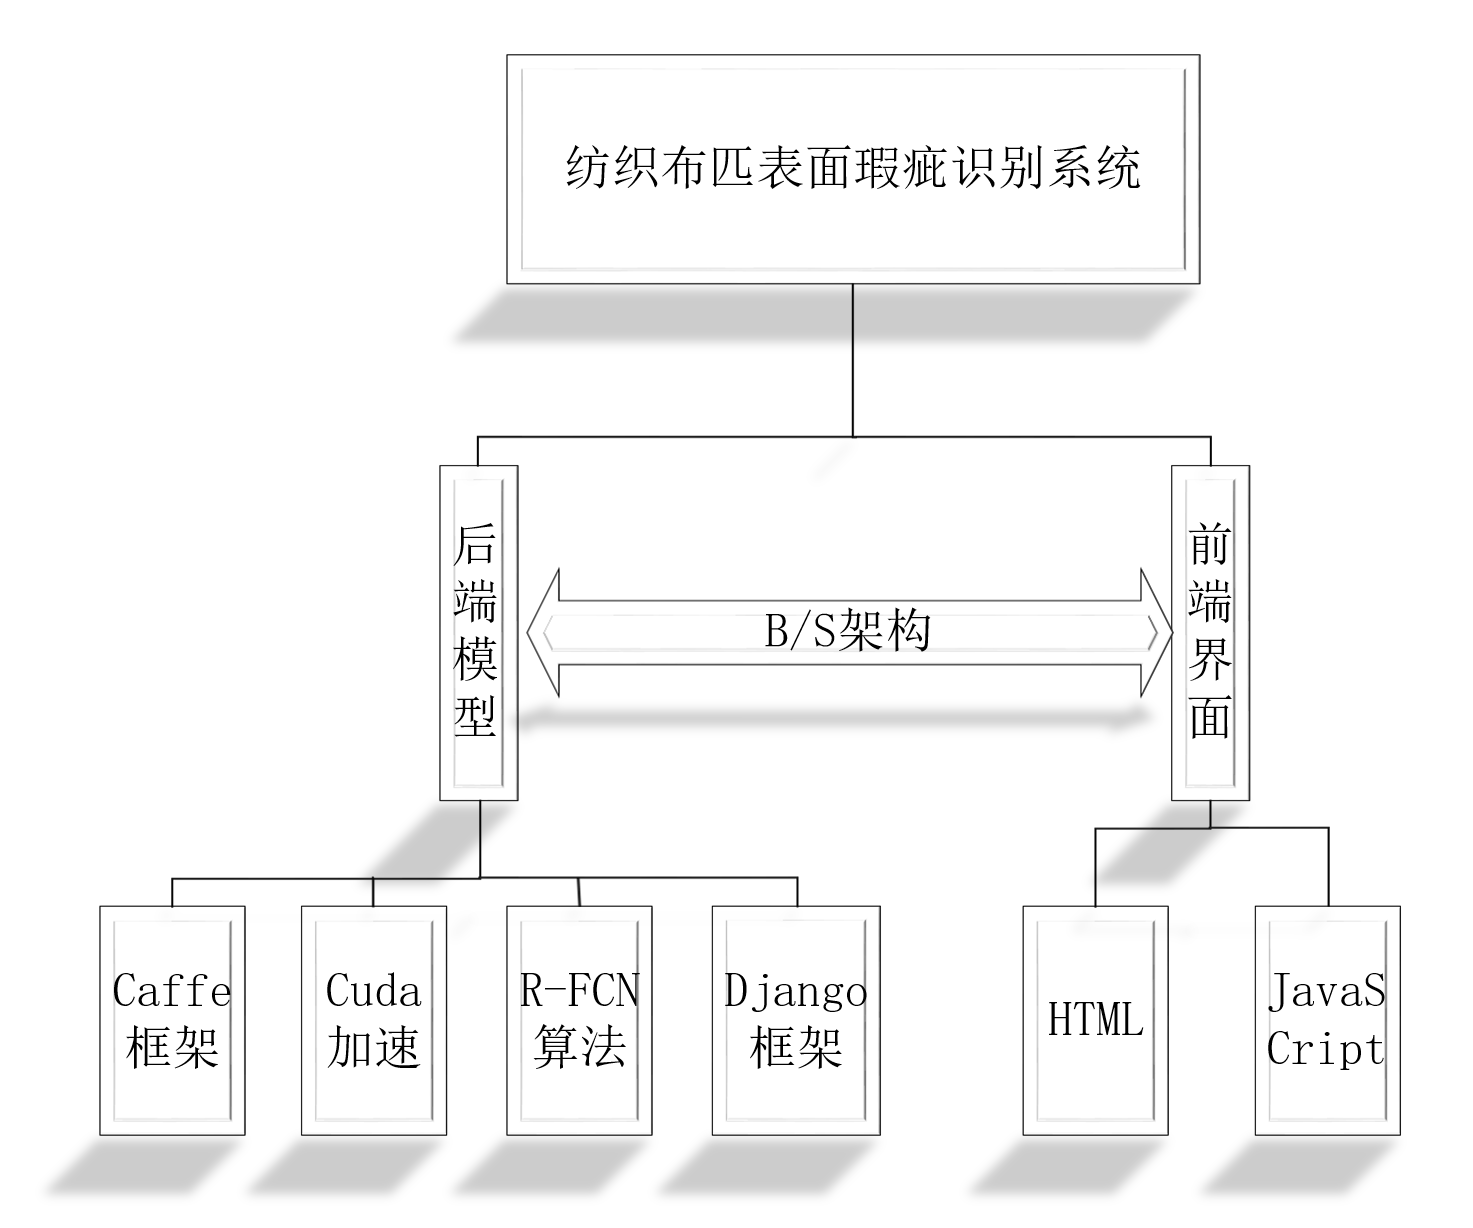 纺织布匹表面瑕疵识别系统
后端模型
B/S架构
前端界面
Caffe
框架
Cuda
加速
R-FCN
算法
Django
框架
HTML
JavaS
Cript